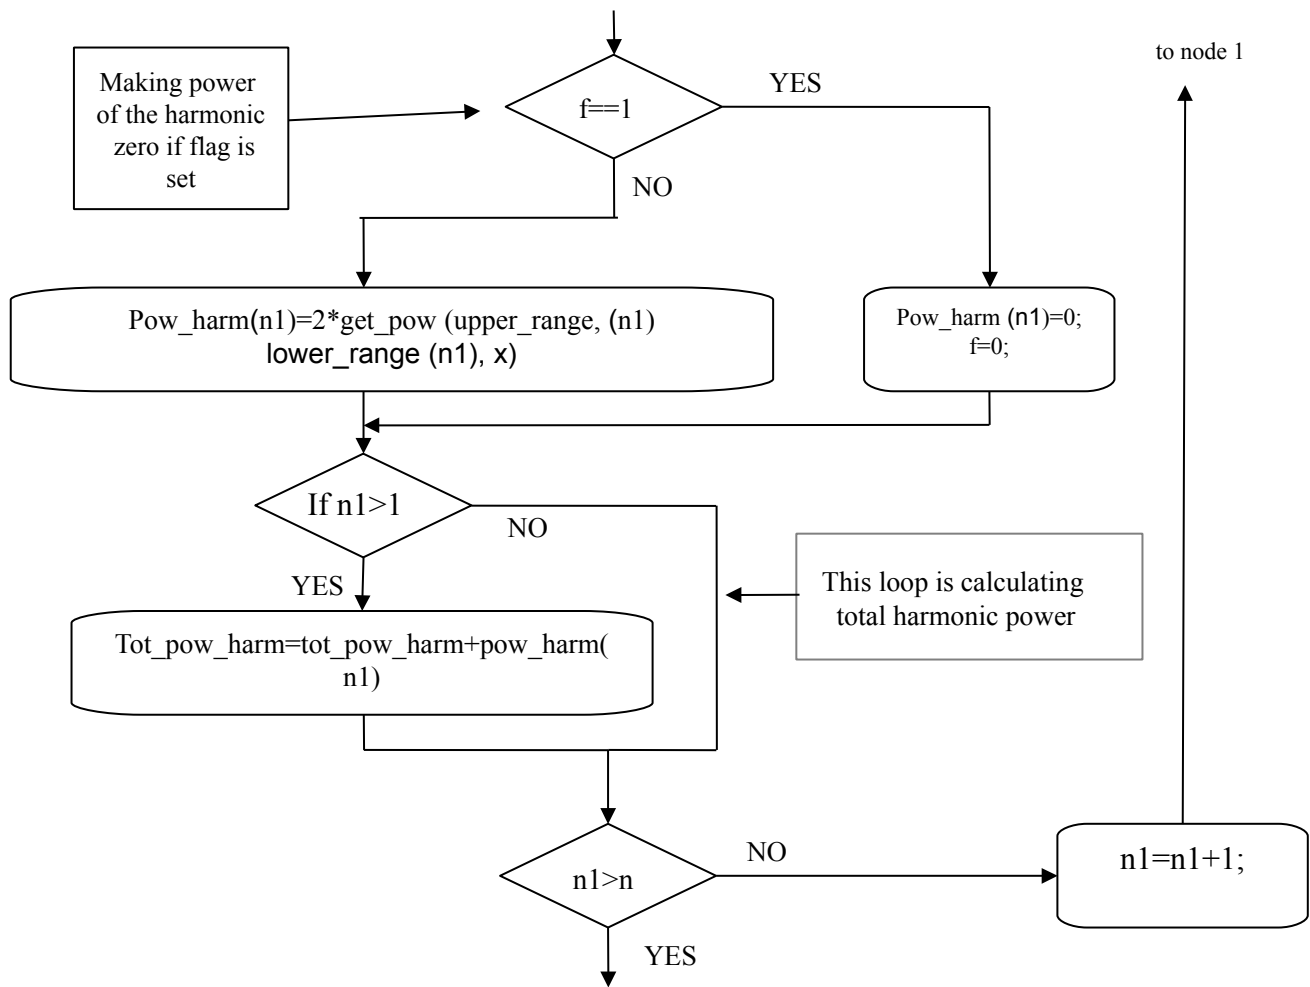 to node 1
Making power
of the harmonic
zero if flag is
set
f==1
YES
NO
Pow_harm(n1)=2*get_pow (upper_range, (n1)
lower_range (n1), x)
Pow_harm (n1)=0;
f=0;
If n1>1
NO
YES
This loop is calculating
total harmonic power
Tot_pow_harm=tot_pow_harm+pow_harm(
n1)
n1>n
NO
n1=n1+1;
YES